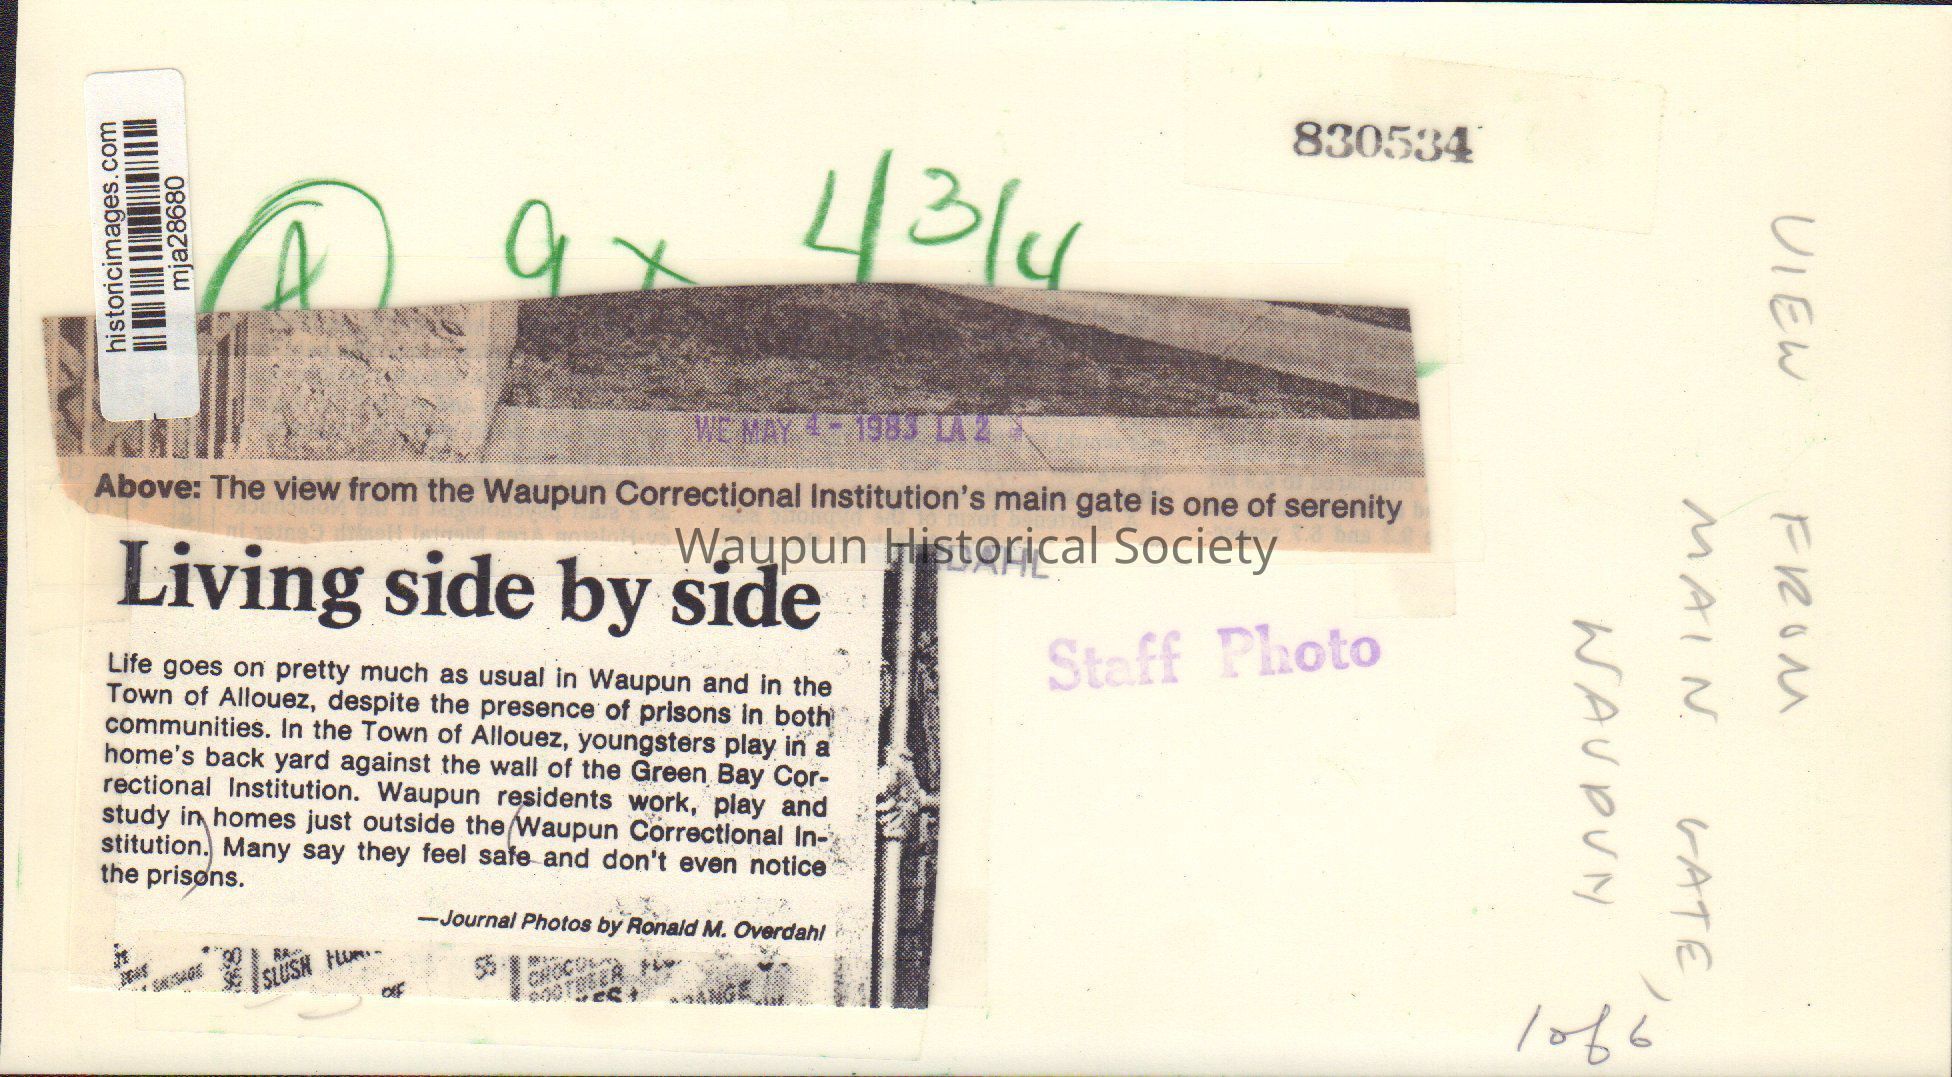 historicimages.com
mja28680
830534
A 9 x 4 3/4
WE MAY 4 - 1983 LA 2
Above: The view from the Waupun Correctional Institution's main gate is one of serenity
Waupun Historical Society
DAHL
Living side by side
Staff Photo
Life goes on pretty much as usual in Waupun and in the
Town of Allouez, despite the presence of prisons in both
communities. In the Town of Allouez, youngsters play in a
home's back yard against the wall of the Green Bay Cor-
rectional Institution. Waupun residents work, play and
study in homes just outside the Waupun Correctional In-
stitution. Many say they feel safe and don't even notice
the prisons.
—Journal Photos by Ronald M. Overdahl
SLUSH
55
VIEW FROM
MAIN GATE,
WAUPUN
1 of 6